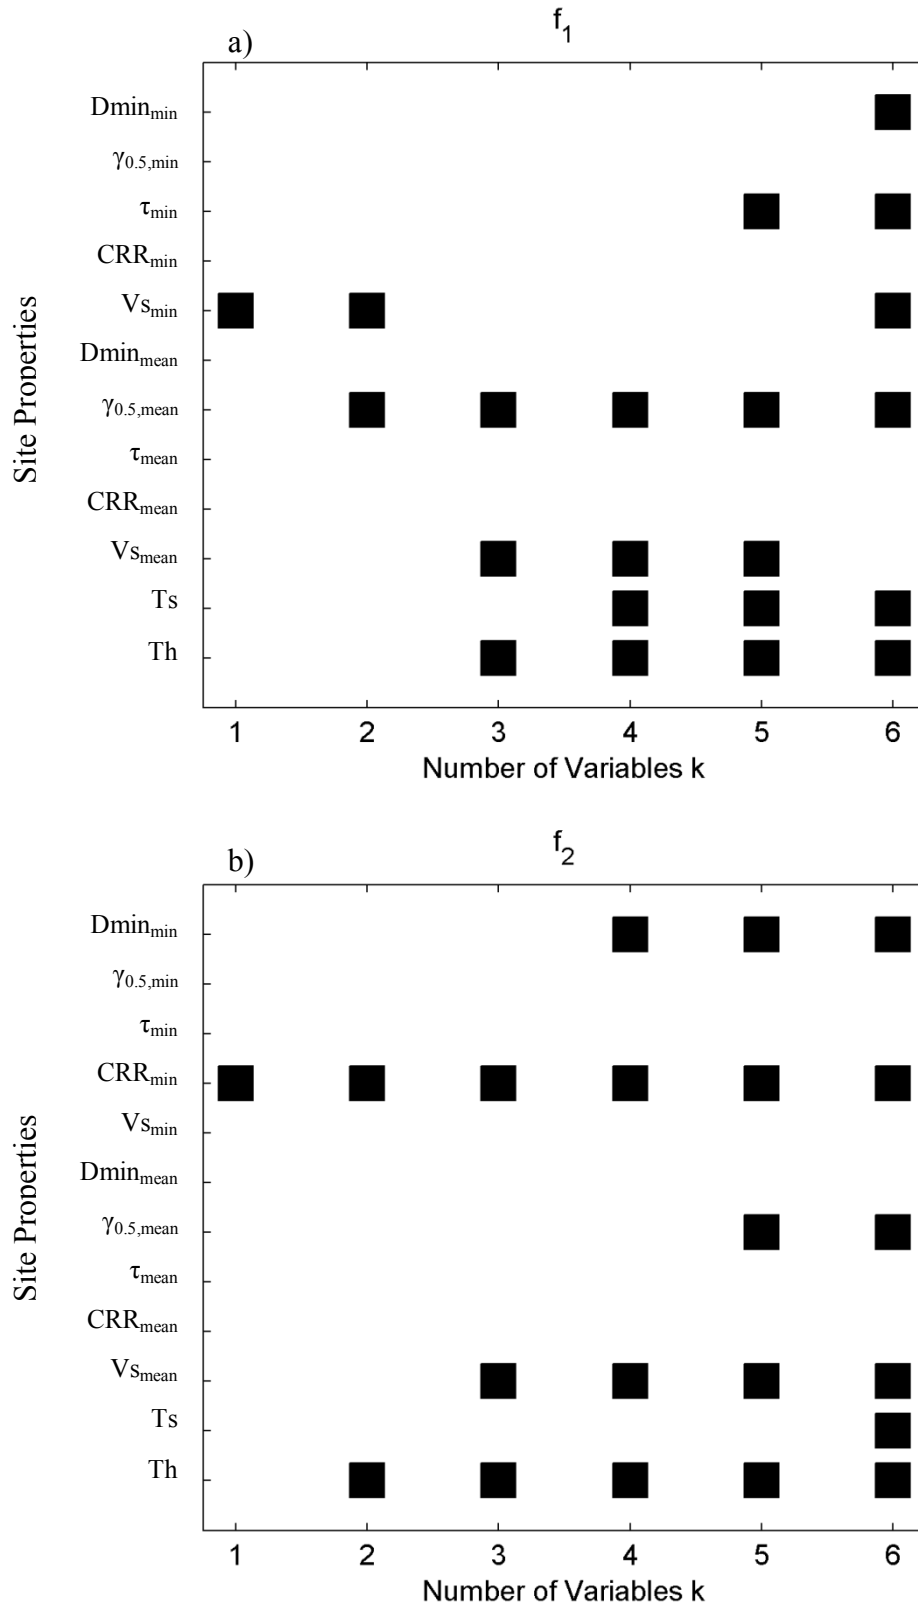 f1
a)
Dminmin
γ0.5,min
τmin
CRRmin
Vsmin
Dminmean
γ0.5,mean
τmean
CRRmean
Vsmean
Ts
Th
Site Properties
1 2 3 4 5 6
Number of Variables k
f2
b)
Dminmin
γ0.5,min
τmin
CRRmin
Vsmin
Dminmean
γ0.5,mean
τmean
CRRmean
Vsmean
Ts
Th
Site Properties
1 2 3 4 5 6
Number of Variables k